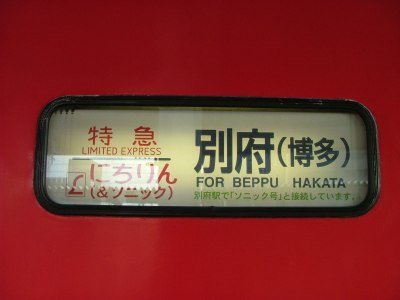 特急
LIMITED EXPRESS
にちりん
(&ソニック)
別府(博多)
FOR BEPPU HAKATA
別府駅で「ソニック号」と接続しています。